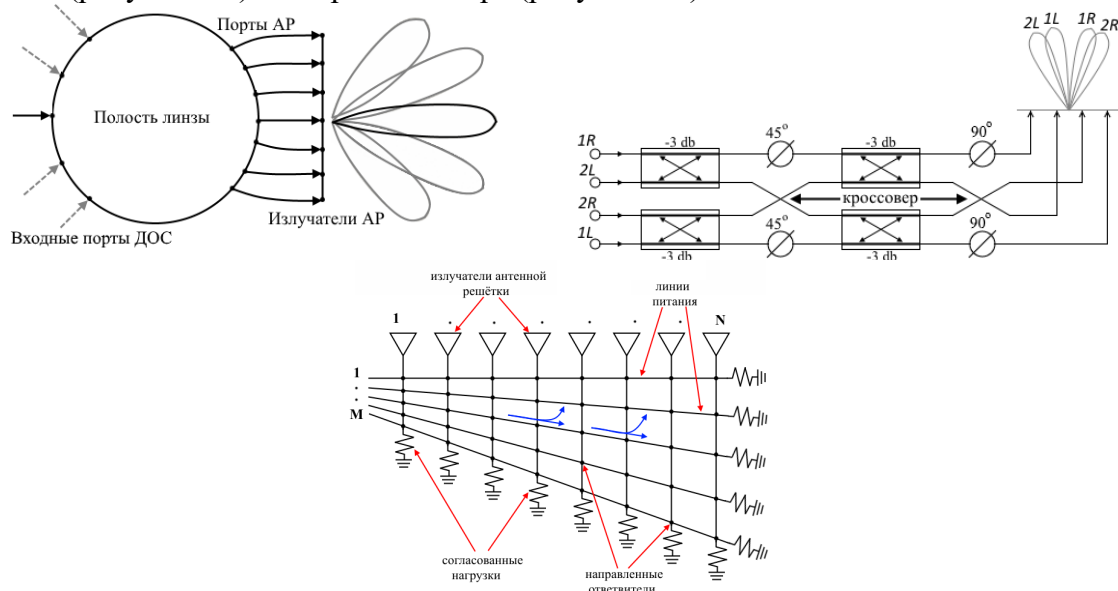 Порты АР
Полость линзы
Излучатели АР
Входные порты ДОС
2L 1L 1R 2R
1R
2L
2R
1L
-3 db
45°
-3 db
90°
кроссовер
45°
90°
-3 db
-3 db
излучатели антенной
решётки
линии
питания
1 . . . . . . N
1
.
.
M
согласованные
нагрузки
направленные
ответвители